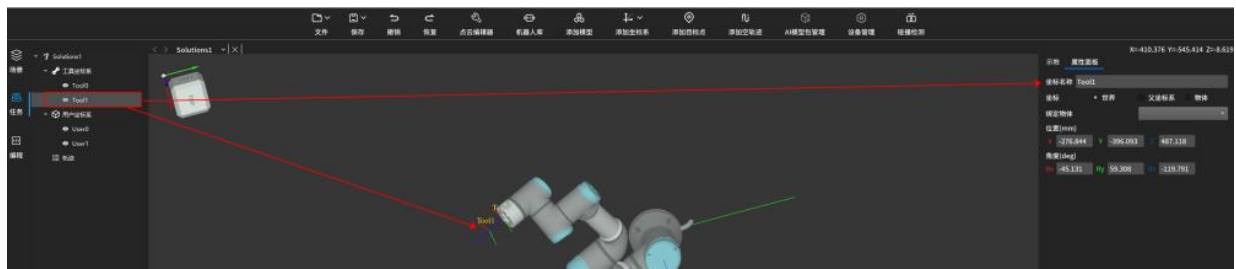 文件 保存 撤销 恢复 点云编辑器 机器人库 添加模型 添加坐标系 添加目标点 添加空轨迹 AI模型包管理 设备管理 碰撞检测
Solutions1
X=-410.376 Y=-545.414 Z=-8.619
场景
Solutions1
工具坐标系
Tool0
Tool1
任务
用户坐标系
User0
User1
编程
轨迹
Tool1
示教 属性面板
坐标名称 Tool1
坐标 世界 父坐标系 物体
绑定物体
位置(mm)
X -276.844 Y -396.093 Z 487.118
角度(deg)
Rx -45.131 Ry 59.308 Rz -119.791